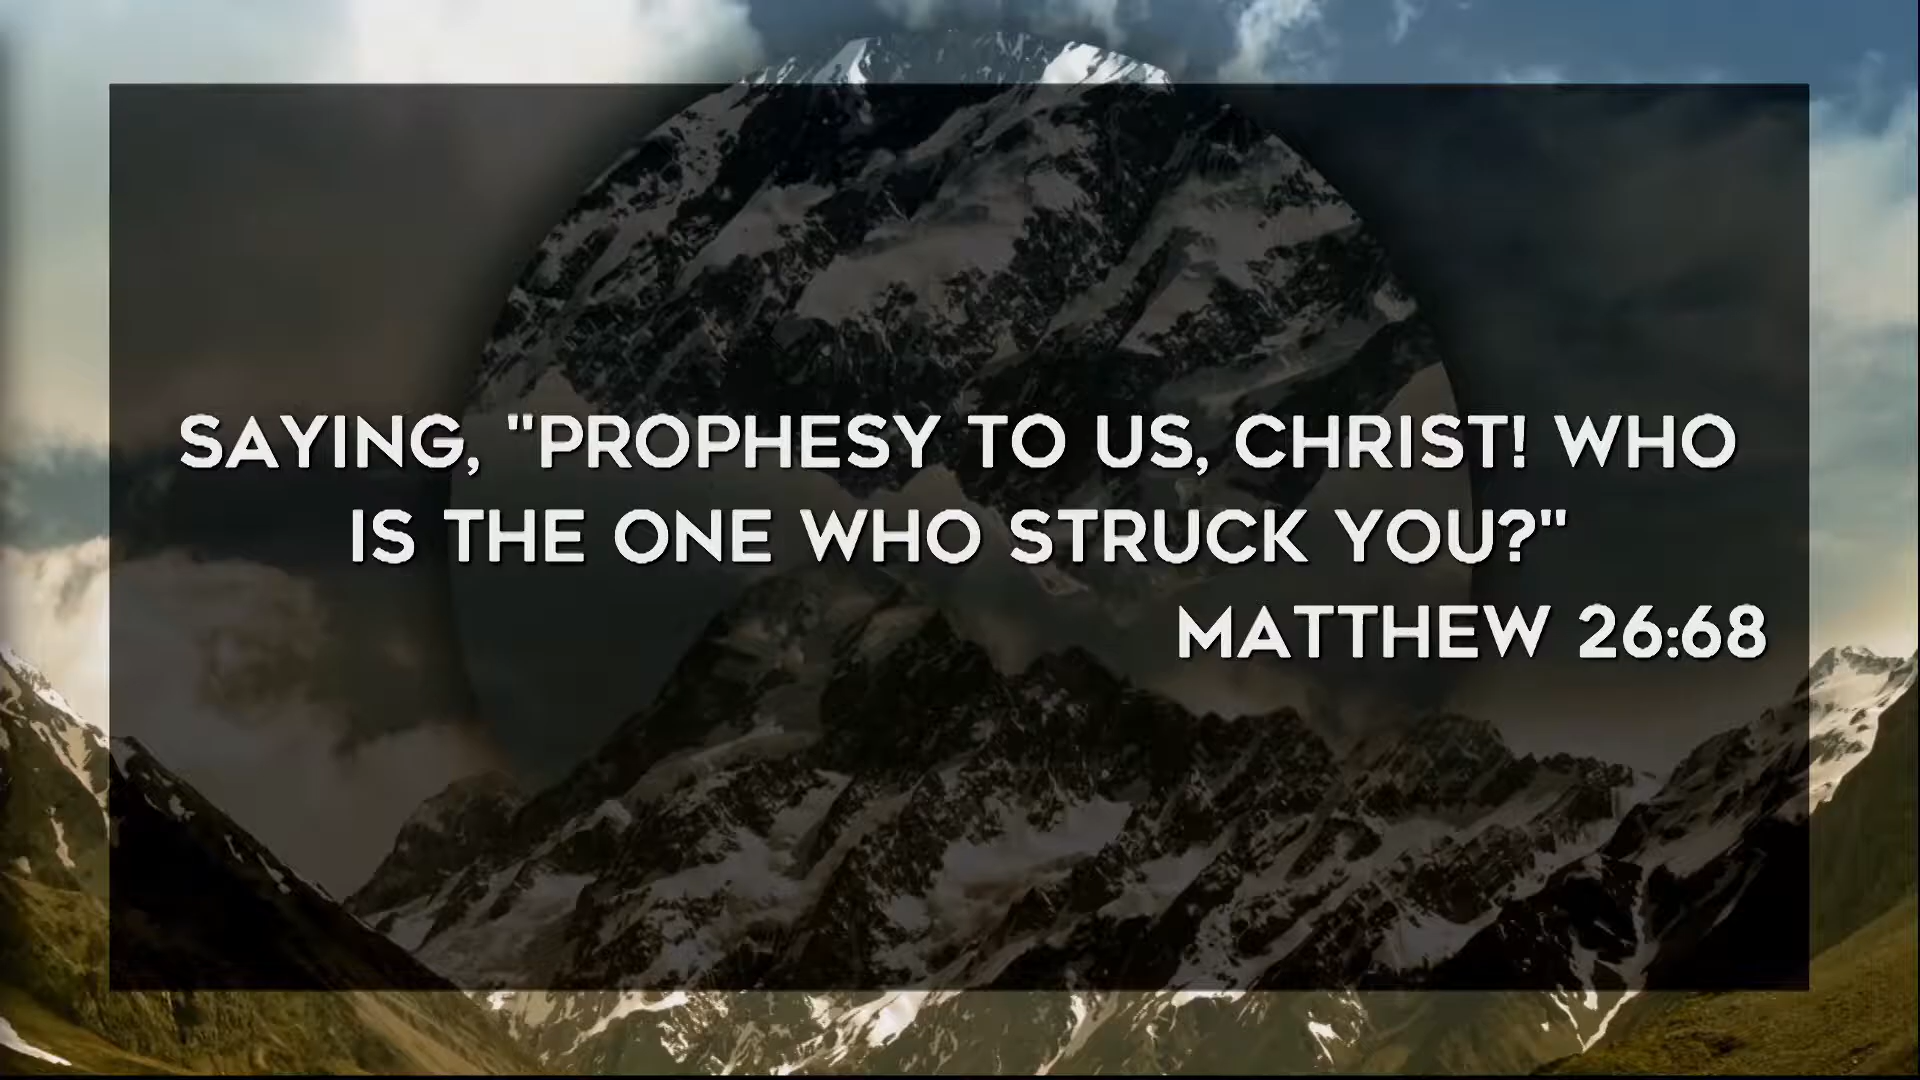 SAYING, "PROPHESY TO US, CHRIST! WHO
IS THE ONE WHO STRUCK YOU?"
MATTHEW 26:68